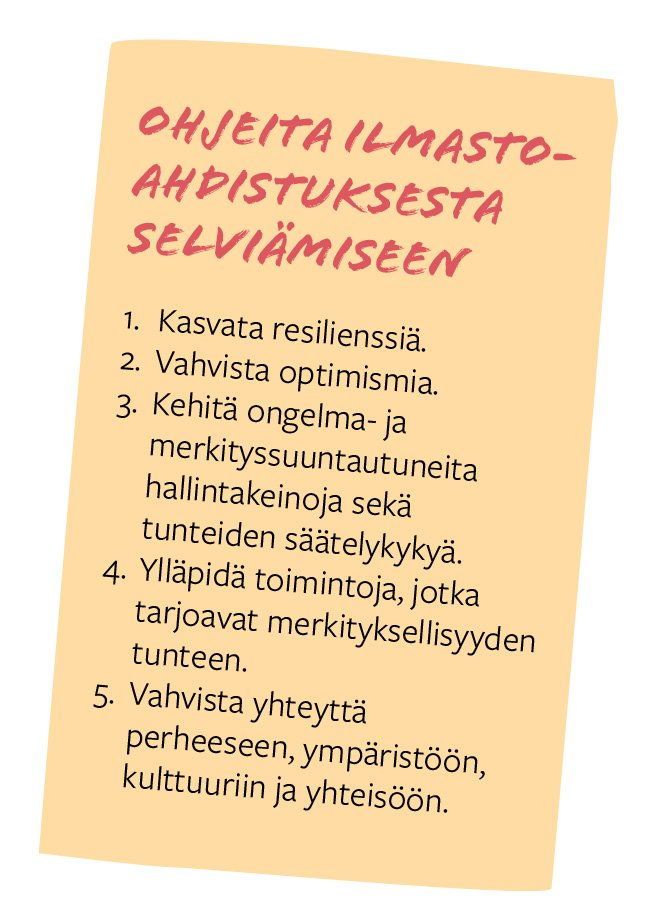 OHJEITA ILMASTO-
AHDISTUKSESTA
SELVIÄMISEEN
1. Kasvata resilienssiä.
2. Vahvista optimismia.
3. Kehitä ongelma- ja
merkityssuuntautuneita
hallintakeinoja sekä
tunteiden säätelykykyä.
4. Ylläpidä toimintoja, jotka
tarjoavat merkityksellisyyden
tunteen.
5. Vahvista yhteyttä
perheeseen, ympäristöön,
kulttuuriin ja yhteisöön.